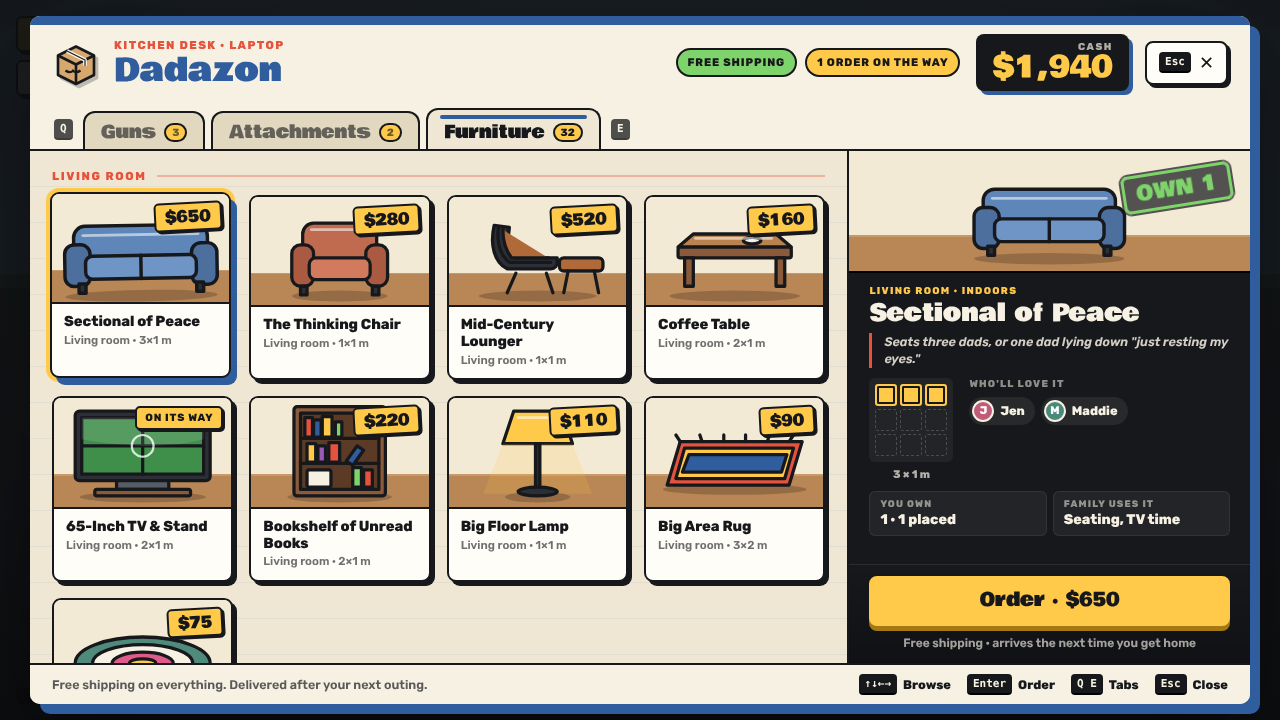 KITCHEN DESK • LAPTOP
Dadazon
FREE SHIPPING
1 ORDER ON THE WAY
CASH
$1,940
Esc ✕
Q
Guns 3
Attachments 2
Furniture 32
E
LIVING ROOM
$650
Sectional of Peace
Living room • 3×1 m
$280
The Thinking Chair
Living room • 1×1 m
$520
Mid-Century
Lounger
Living room • 1×1 m
$160
Coffee Table
Living room • 2×1 m
ON ITS WAY
65-Inch TV & Stand
Living room • 2×1 m
$220
Bookshelf of Unread
Books
Living room • 2×1 m
$110
Big Floor Lamp
Living room • 1×1 m
$90
Big Area Rug
Living room • 3×2 m
$75
OWN 1
LIVING ROOM • INDOORS
Sectional of Peace
Seats three dads, or one dad lying down "just resting my
eyes."
3 × 1 m
WHO'LL LOVE IT
J Jen
M Maddie
YOU OWN
1 • 1 placed
FAMILY USES IT
Seating, TV time
Order • $650
Free shipping • arrives the next time you get home
Free shipping on everything. Delivered after your next outing.
↑↓←→ Browse
Enter Order
Q E Tabs
Esc Close